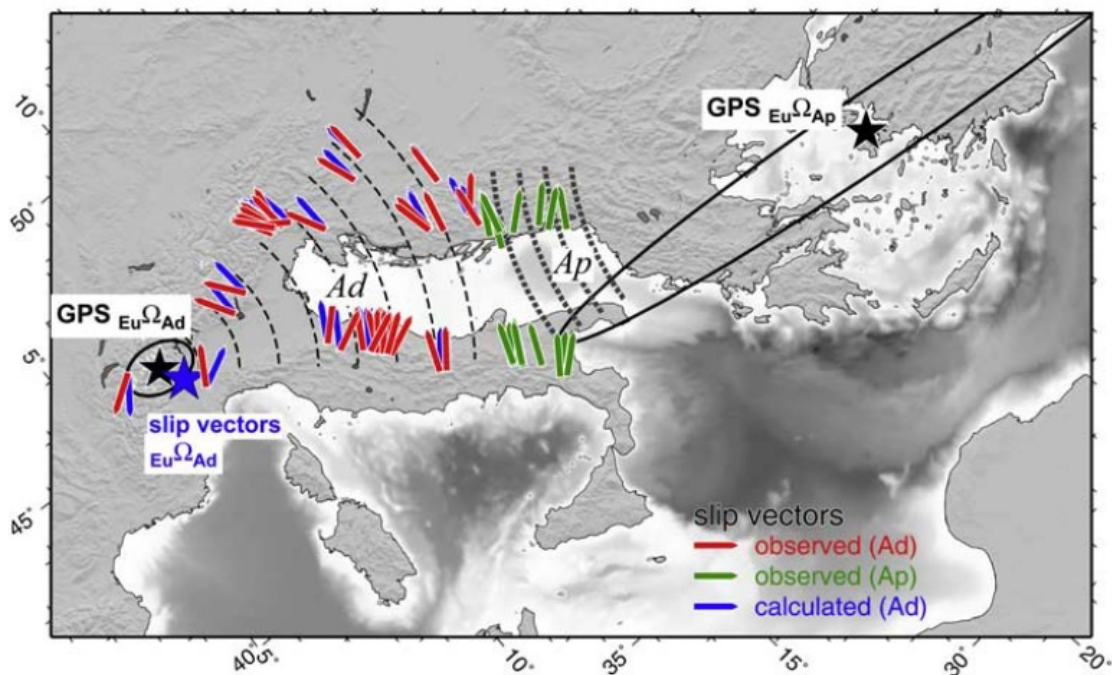 10°
GPS EuΩAp
50°
Ad
Ap
GPS EuΩAd
5°
slip vectors
EuΩAd
45°
slip vectors
observed (Ad)
observed (Ap)
calculated (Ad)
40°
5°
10°
35°
15°
30°
20°